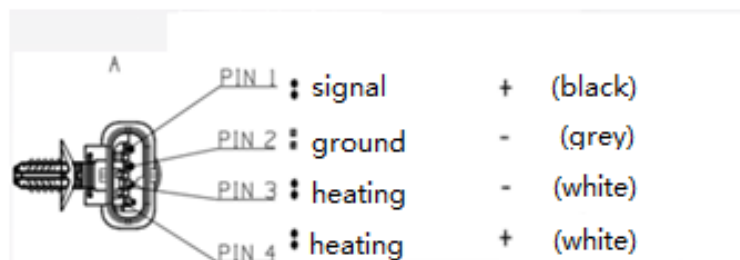 A
PIN 1 : signal + (black)
PIN 2 : ground - (grey)
PIN 3 : heating - (white)
PIN 4 : heating + (white)